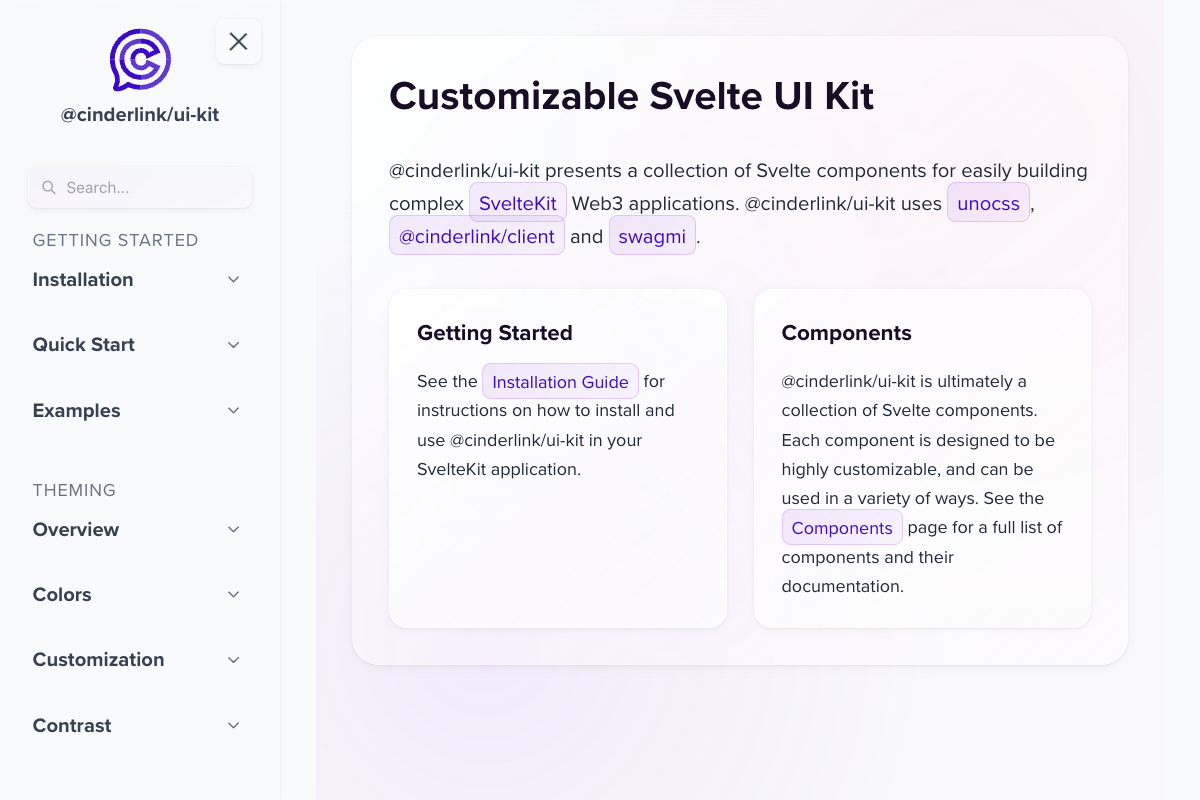 @cinderlink/ui-kit
Search...
GETTING STARTED
Installation
Quick Start
Examples
THEMING
Overview
Colors
Customization
Contrast
Customizable Svelte UI Kit
@cinderlink/ui-kit presents a collection of Svelte components for easily building
complex SvelteKit Web3 applications. @cinderlink/ui-kit uses unocss,
@cinderlink/client and swagmi.
Getting Started
See the Installation Guide for
instructions on how to install and
use @cinderlink/ui-kit in your
SvelteKit application.
Components
@cinderlink/ui-kit is ultimately a
collection of Svelte components.
Each component is designed to be
highly customizable, and can be
used in a variety of ways. See the
Components page for a full list of
components and their
documentation.